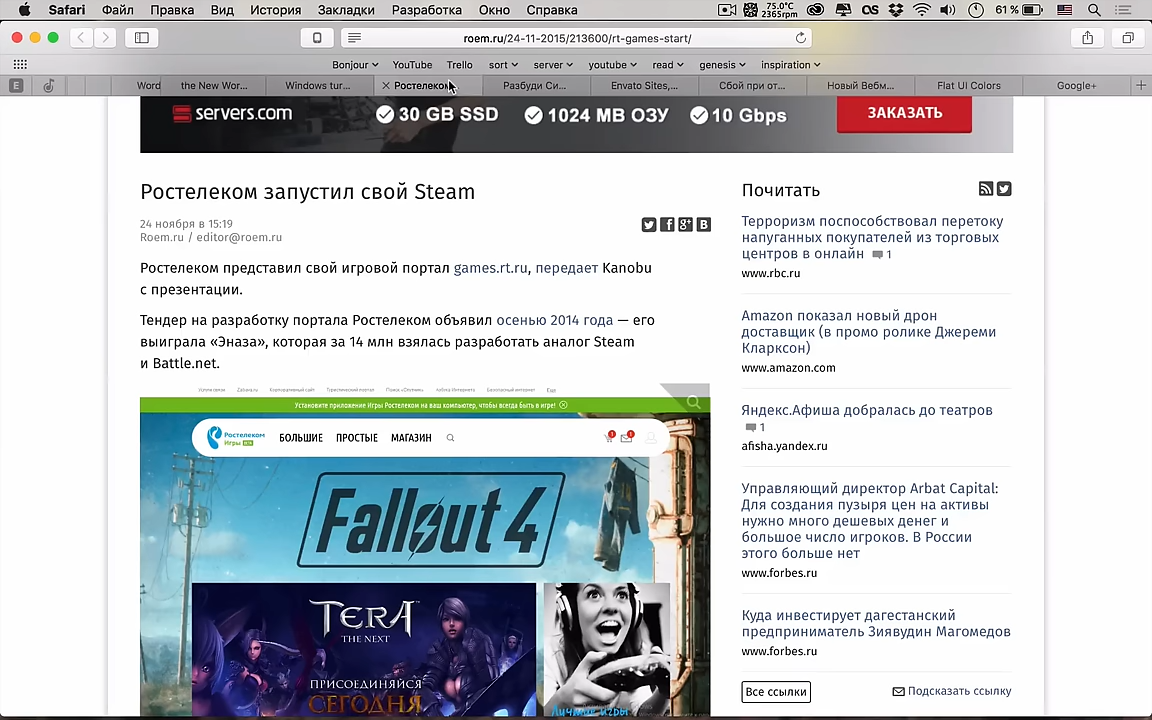 Safari Файл Правка Вид История Закладки Разработка Окно Справка 75.0°C 2365rpm 61 %
roem.ru/24-11-2015/213600/rt-games-start/
Bonjour YouTube Trello sort server youtube read genesis inspiration
E Word the New Wor... Windows tur... Ростелеком Разбуди Си... Envato Sites,... Сбой при от... Новый Вебм... Flat UI Colors Google+
servers.com 30 GB SSD 1024 MB ОЗУ 10 Gbps ЗАКАЗАТЬ
Ростелеком запустил свой Steam
24 ноября в 15:19
Roem.ru / editor@roem.ru
Ростелеком представил свой игровой портал games.rt.ru, передает Kanobu
с презентации.
Тендер на разработку портала Ростелеком объявил осенью 2014 года — его
выиграла «Эназа», которая за 14 млн взялась разработать аналог Steam
и Battle.net.
Установите приложение Игры Ростелеком на ваш компьютер, чтобы всегда быть в игре!
Ростелеком
Игры
БОЛЬШИЕ ПРОСТЫЕ МАГАЗИН
Fallout 4
TERA
THE NEXT
ПРИСОЕДИНЯЙСЯ
СЕГОДНЯ
Лучшие игры
Почитать
Терроризм поспособствовал перетоку
напуганных покупателей из торговых
центров в онлайн 1
www.rbc.ru
Amazon показал новый дрон
доставщик (в промо ролике Джереми
Кларксон)
www.amazon.com
Яндекс.Афиша добралась до театров
1
afisha.yandex.ru
Управляющий директор Arbat Capital:
Для создания пузыря цен на активы
нужно много дешевых денег и
большое число игроков. В России
этого больше нет
www.forbes.ru
Куда инвестирует дагестанский
предприниматель Зиявудин Магомедов
www.forbes.ru
Все ссылки Подсказать ссылку